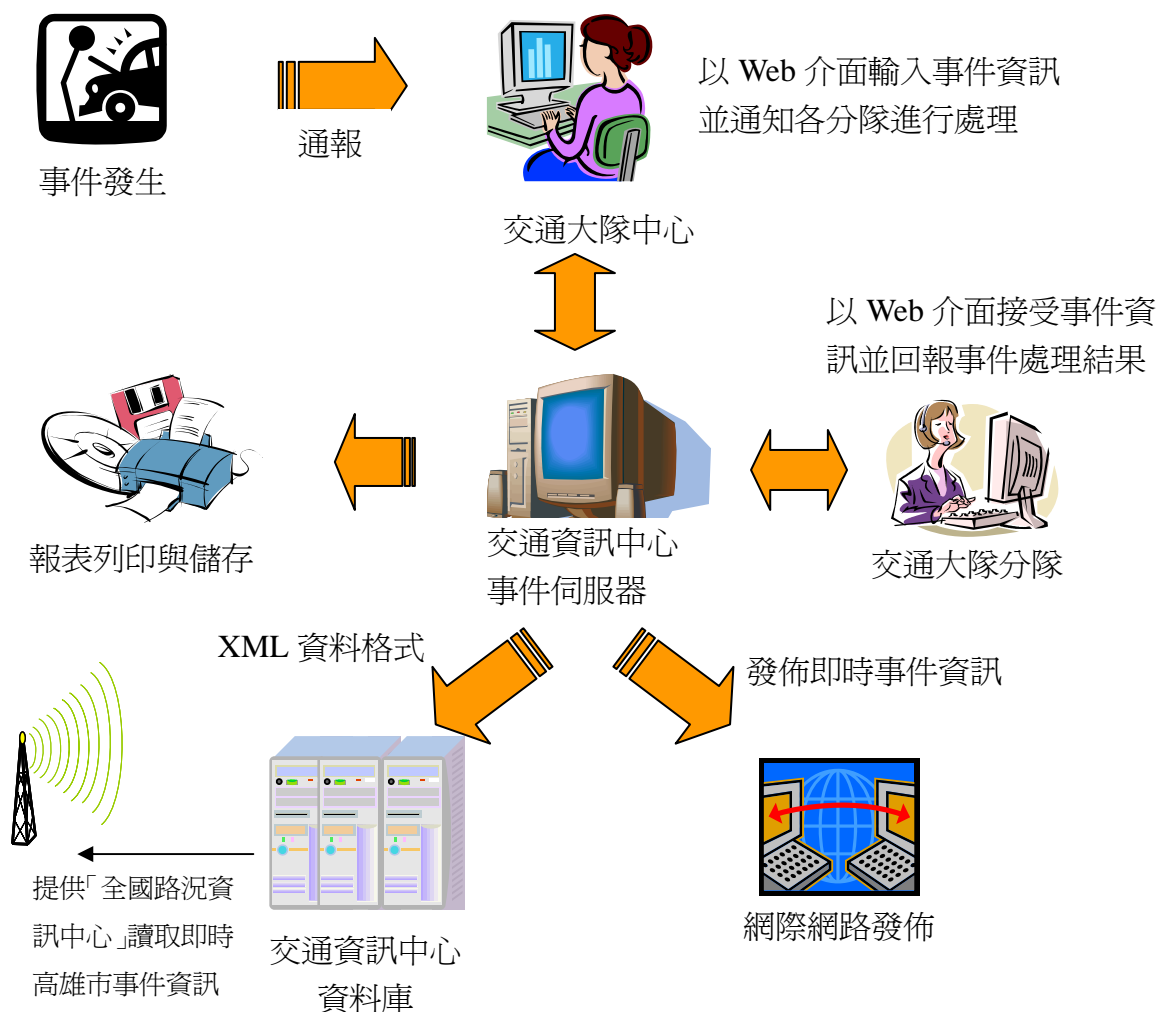 以 Web 介面輸入事件資訊
並通知各分隊進行處理
通報
事件發生
交通大隊中心
以 Web 介面接受事件資
訊並回報事件處理結果
報表列印與儲存
交通資訊中心
事件伺服器
交通大隊分隊
XML 資料格式
發佈即時事件資訊
提供「全國路況資
訊中心」讀取即時
高雄市事件資訊
交通資訊中心
資料庫
網際網路發佈